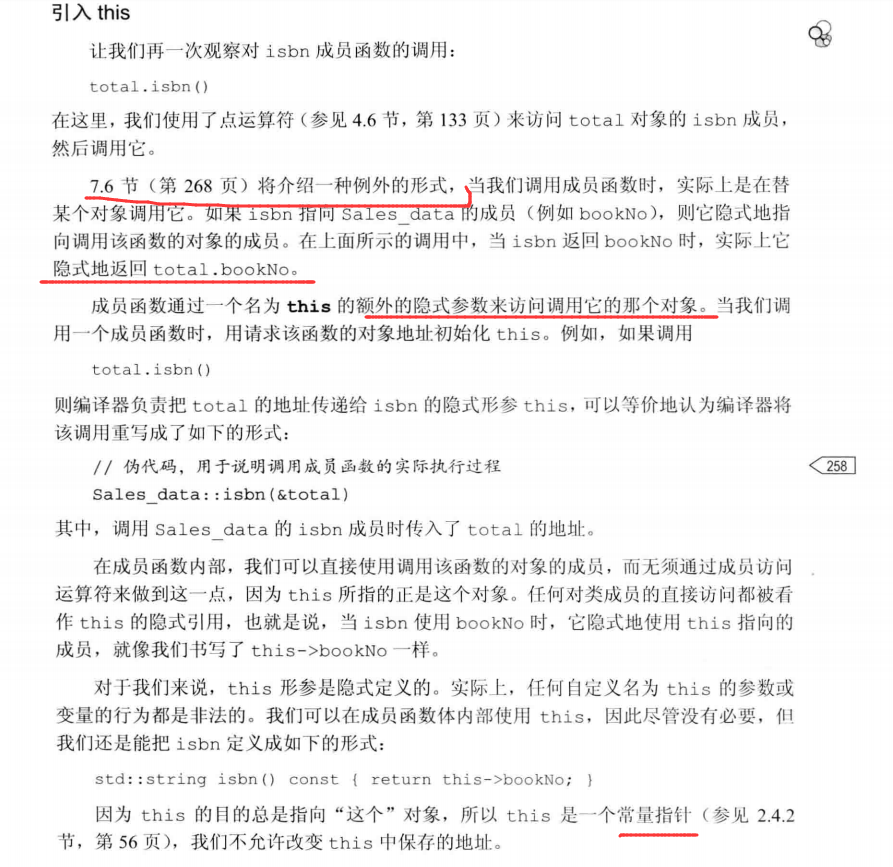 引入 this
让我们再一次观察对 isbn 成员函数的调用：
total.isbn()
在这里，我们使用了点运算符（参见 4.6 节，第 133 页）来访问 total 对象的 isbn 成员，
然后调用它。
7.6 节（第 268 页）将介绍一种例外的形式，当我们调用成员函数时，实际上是在替
某个对象调用它。如果 isbn 指向 Sales_data 的成员（例如 bookNo），则它隐式地指
向调用该函数的对象的成员。在上面所示的调用中，当 isbn 返回 bookNo 时，实际上它
隐式地返回 total.bookNo。
成员函数通过一个名为 this 的额外的隐式参数来访问调用它的那个对象。当我们调
用一个成员函数时，用请求该函数的对象地址初始化 this。例如，如果调用
total.isbn()
则编译器负责把 total 的地址传递给 isbn 的隐式形参 this，可以等价地认为编译器将
该调用重写成了如下的形式：
// 伪代码，用于说明调用成员函数的实际执行过程
258
Sales_data::isbn(&total)
其中，调用 Sales_data 的 isbn 成员时传入了 total 的地址。
在成员函数内部，我们可以直接使用调用该函数的对象的成员，而无须通过成员访问
运算符来做到这一点，因为 this 所指的正是这个对象。任何对类成员的直接访问都被看
作 this 的隐式引用，也就是说，当 isbn 使用 bookNo 时，它隐式地使用 this 指向的
成员，就像我们书写了 this->bookNo 一样。
对于我们来说，this 形参是隐式定义的。实际上，任何自定义名为 this 的参数或
变量的行为都是非法的。我们可以在成员函数体内部使用 this，因此尽管没有必要，但
我们还是能把 isbn 定义成如下的形式：
std::string isbn() const { return this->bookNo; }
因为 this 的目的总是指向“这个”对象，所以 this 是一个常量指针（参见 2.4.2
节，第 56 页），我们不允许改变 this 中保存的地址。